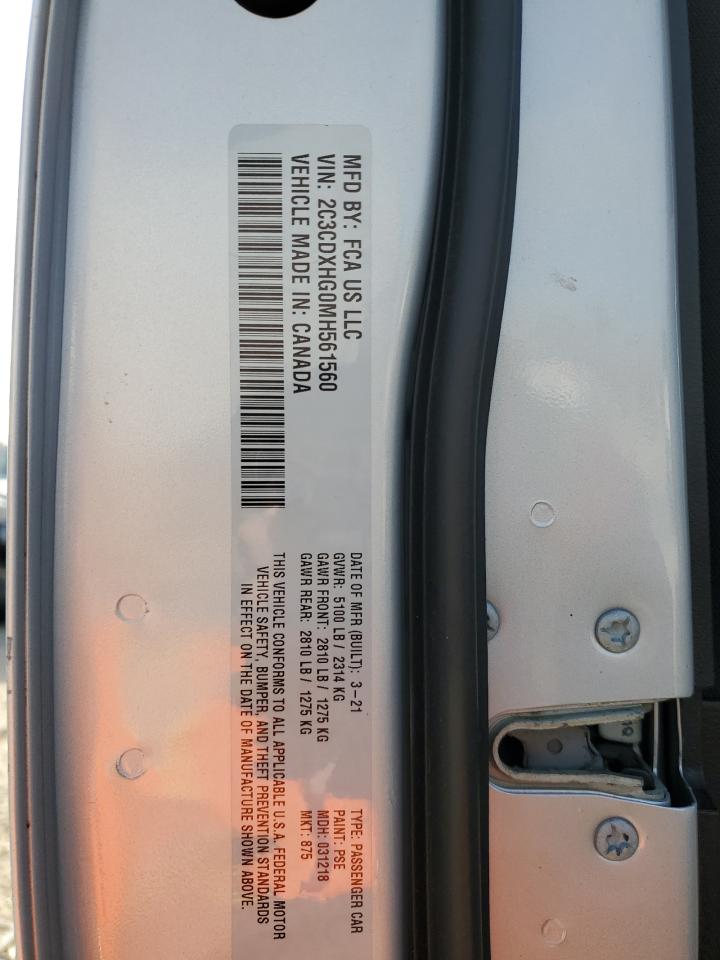 MFD BY: FCA US LLC
VIN: 2C3CDXHG0MH561560
VEHICLE MADE IN: CANADA
DATE OF MFR (BUILT): 3-21
GVWR: 5100 LB / 2314 KG
GAWR FRONT: 2810 LB / 1275 KG
GAWR REAR: 2810 LB / 1275 KG
TYPE: PASSENGER CAR
PAINT: PSE
MDH: 031218
MKT: 875
THIS VEHICLE CONFORMS TO ALL APPLICABLE U.S.A. FEDERAL MOTOR
VEHICLE SAFETY, BUMPER, AND THEFT PREVENTION STANDARDS
IN EFFECT ON THE DATE OF MANUFACTURE SHOWN ABOVE.